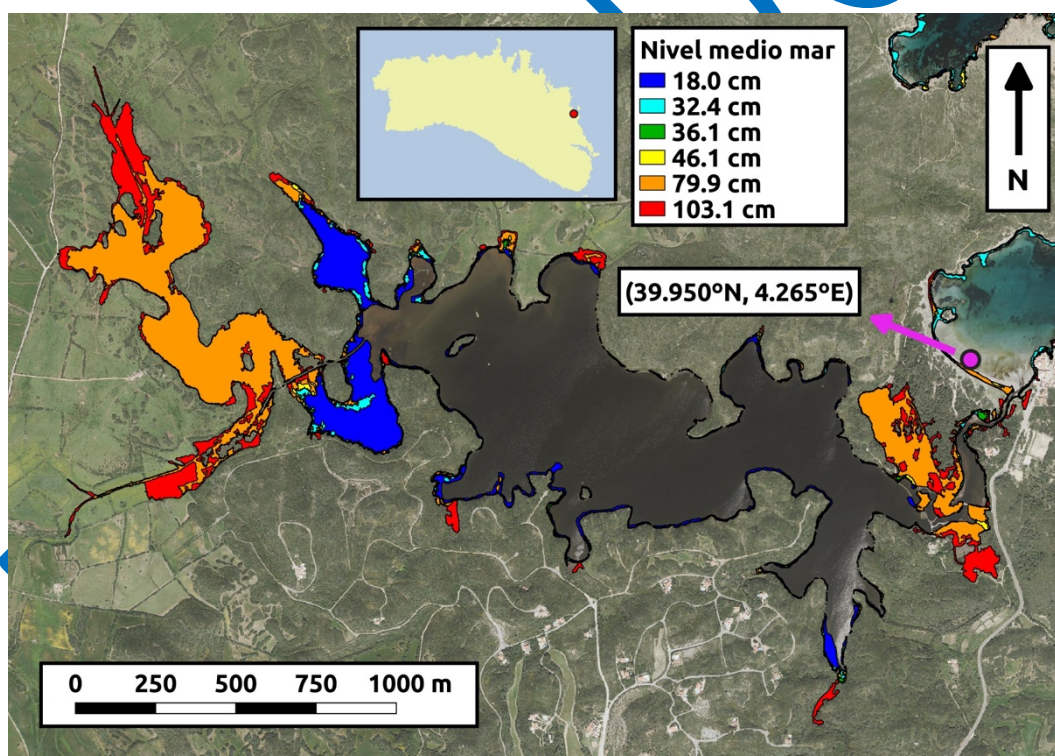 Nivel medio mar
18.0 cm
32.4 cm
36.1 cm
46.1 cm
79.9 cm
103.1 cm
N
(39.950ºN, 4.265ºE)
0 250 500 750 1000 m